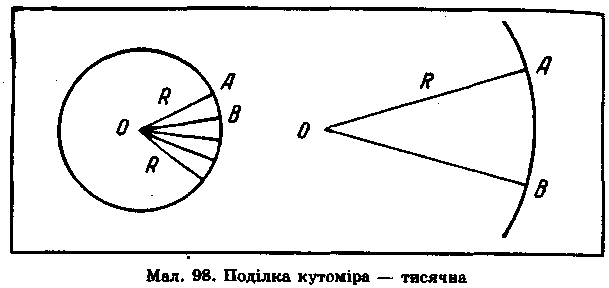 R A
O B
R
R A
O
B
Мал. 98. Поділка кутоміра — тисячна